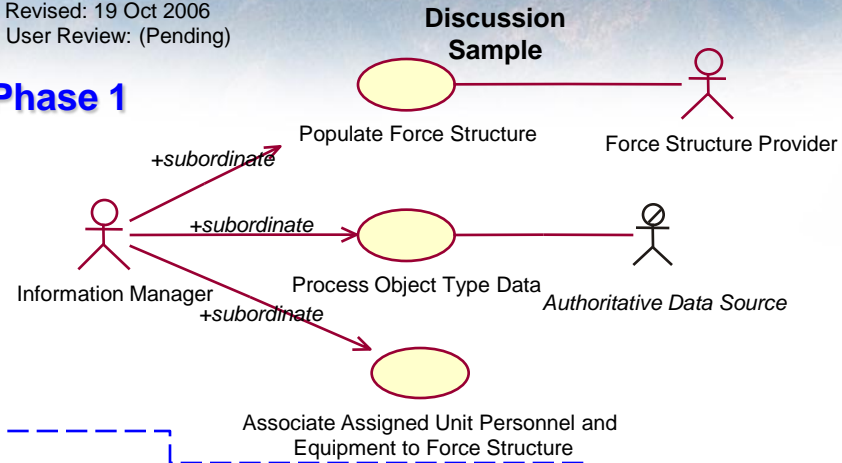 Revised: 19 Oct 2006
User Review: (Pending)
Discussion
Sample
Phase 1
Populate Force Structure
Force Structure Provider
+subordinate
+subordinate
Information Manager
Process Object Type Data
Authoritative Data Source
+subordinate
Associate Assigned Unit Personnel and
Equipment to Force Structure